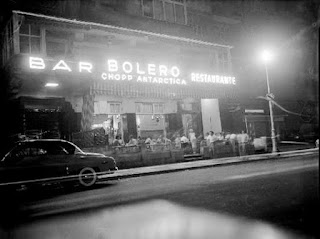 BAR BOLERO RESTAURANTE
CHOPP ANTARCTICA